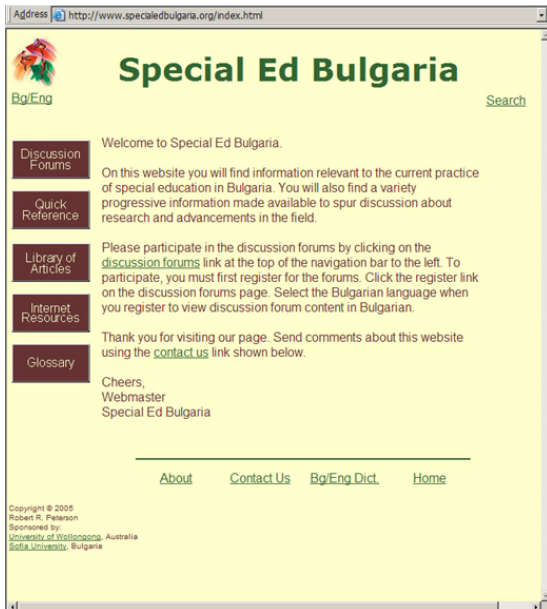 Address http://www.specialedbulgaria.org/index.html
Special Ed Bulgaria
Bg/Eng
Search
Discussion
Forums
Quick
Reference
Library of
Articles
Internet
Resources
Glossary
Welcome to Special Ed Bulgaria.
On this website you will find information relevant to the current practice
of special education in Bulgaria. You will also find a variety
progressive information made available to spur discussion about
research and advancements in the field.
Please participate in the discussion forums by clicking on the
discussion forums link at the top of the navigation bar to the left. To
participate, you must first register for the forums. Click the register link
on the discussion forums page. Select the Bulgarian language when
you register to view discussion forum content in Bulgarian.
Thank you for visiting our page. Send comments about this website
using the contact us link shown below.
Cheers,
Webmaster
Special Ed Bulgaria
About Contact Us Bg/Eng Dict. Home
Copyright © 2005
Robert R. Peterson
Sponsored by:
University of Wollongong, Australia
Sofia University, Bulgaria